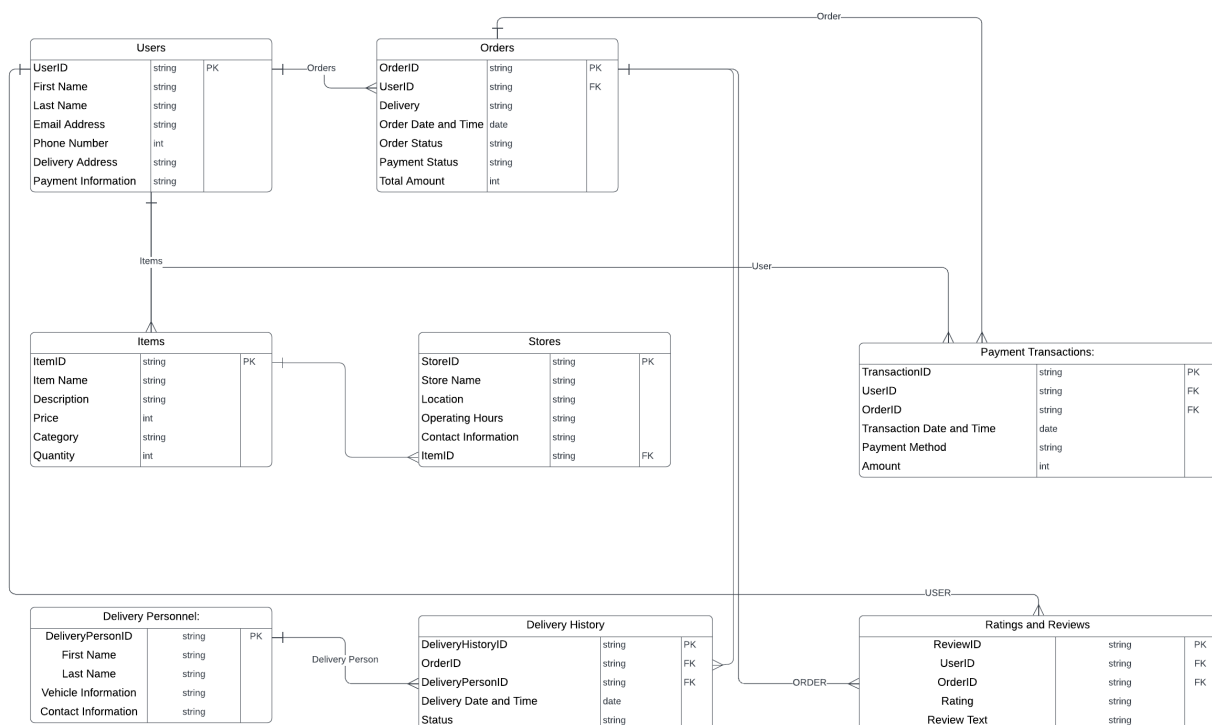 Order
Users
UserID string PK
First Name string
Last Name string
Email Address string
Phone Number int
Delivery Address string
Payment Information string
Orders
Orders
OrderID string PK
UserID string FK
Delivery string
Order Date and Time date
Order Status string
Payment Status string
Total Amount int
Items
User
Items
ItemID string PK
Item Name string
Description string
Price int
Category string
Quantity int
Stores
StoreID string PK
Store Name string
Location string
Operating Hours string
Contact Information string
ItemID string FK
Payment Transactions:
TransactionID string PK
UserID string FK
OrderID string FK
Transaction Date and Time date
Payment Method string
Amount int
USER
Delivery Personnel:
DeliveryPersonID string PK
First Name string
Last Name string
Vehicle Information string
Contact Information string
Delivery Person
Delivery History
DeliveryHistoryID string PK
OrderID string FK
DeliveryPersonID string FK
Delivery Date and Time date
Status string
ORDER
Ratings and Reviews
ReviewID string PK
UserID string FK
OrderID string FK
Rating string
Review Text string